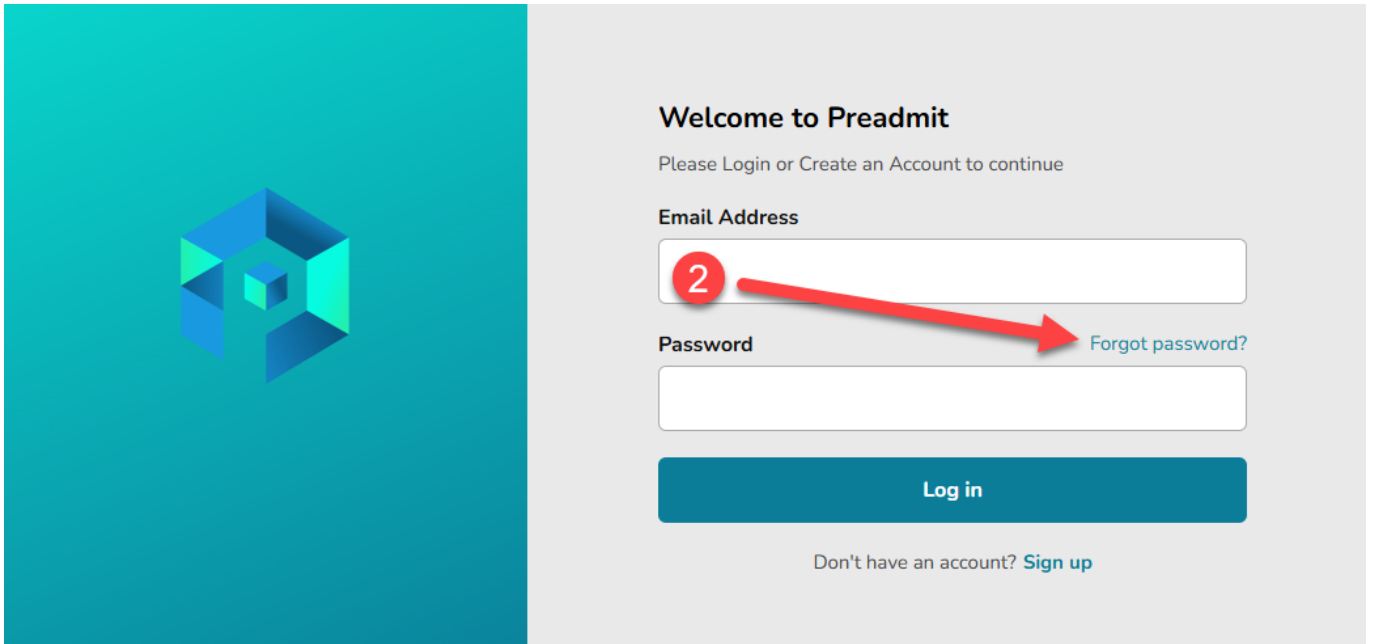 Welcome to Preadmit
Please Login or Create an Account to continue
Email Address
2
Password
Forgot password?
Log in
Don't have an account? Sign up